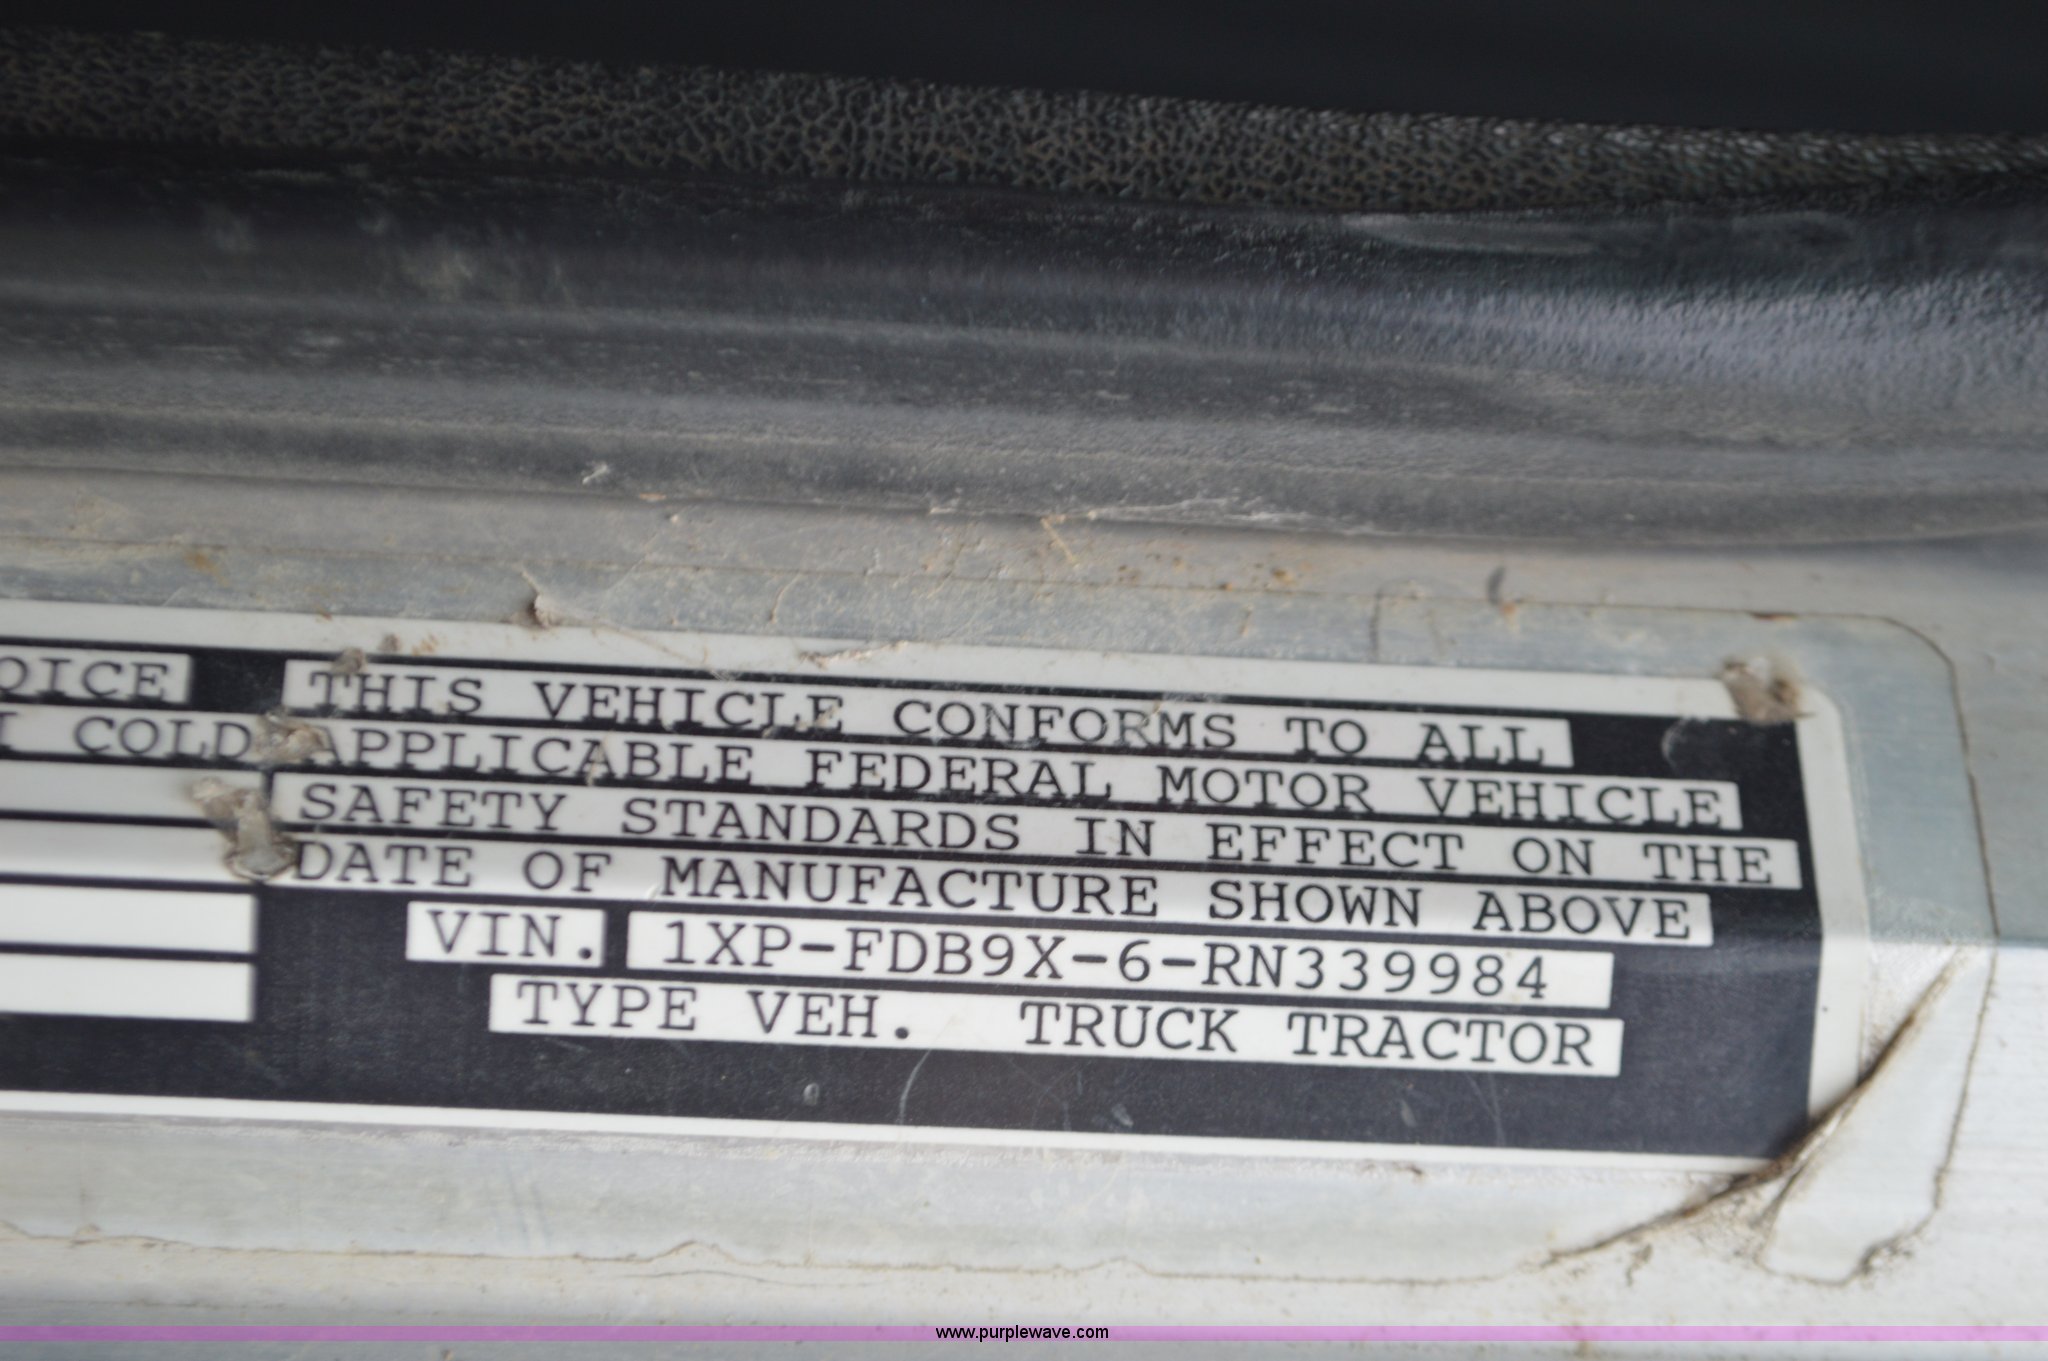 OICE THIS VEHICLE CONFORMS TO ALL
COLD APPLICABLE FEDERAL MOTOR VEHICLE
SAFETY STANDARDS IN EFFECT ON THE
DATE OF MANUFACTURE SHOWN ABOVE
VIN. 1XP-FDB9X-6-RN339984
TYPE VEH. TRUCK TRACTOR
www.purplewave.com